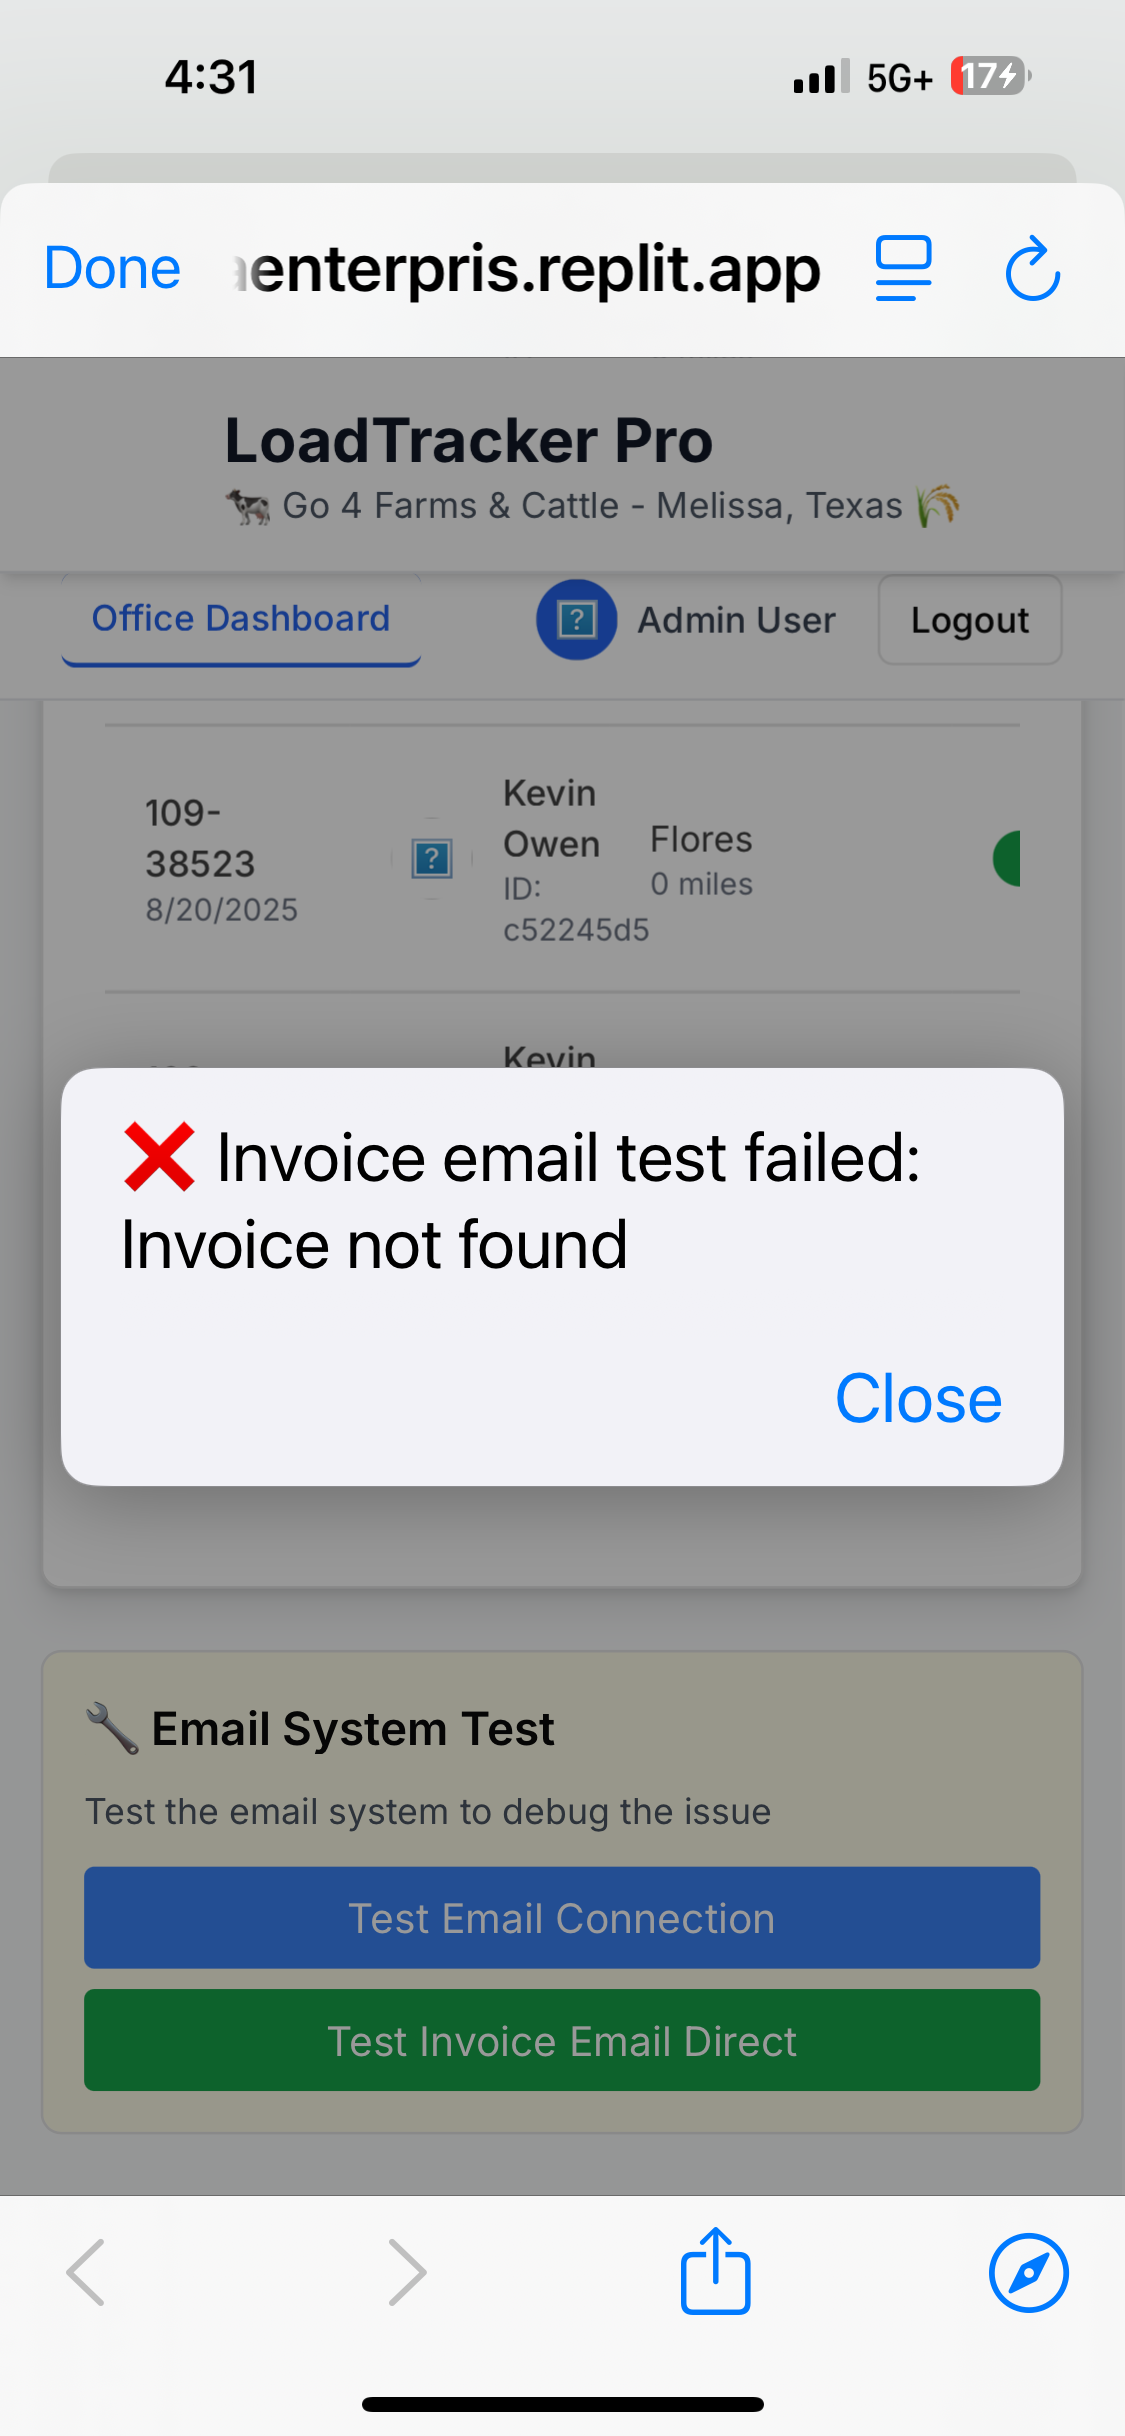 4:31
5G+
17
Done
enterpris.replit.app
LoadTracker Pro
🐄 Go 4 Farms & Cattle - Melissa, Texas 🌾
Office Dashboard
Admin User
Logout
109-
38523
8/20/2025
Kevin
Owen
ID:
c52245d5
Flores
0 miles
Kevin
❌ Invoice email test failed:
Invoice not found
Close
🔧 Email System Test
Test the email system to debug the issue
Test Email Connection
Test Invoice Email Direct